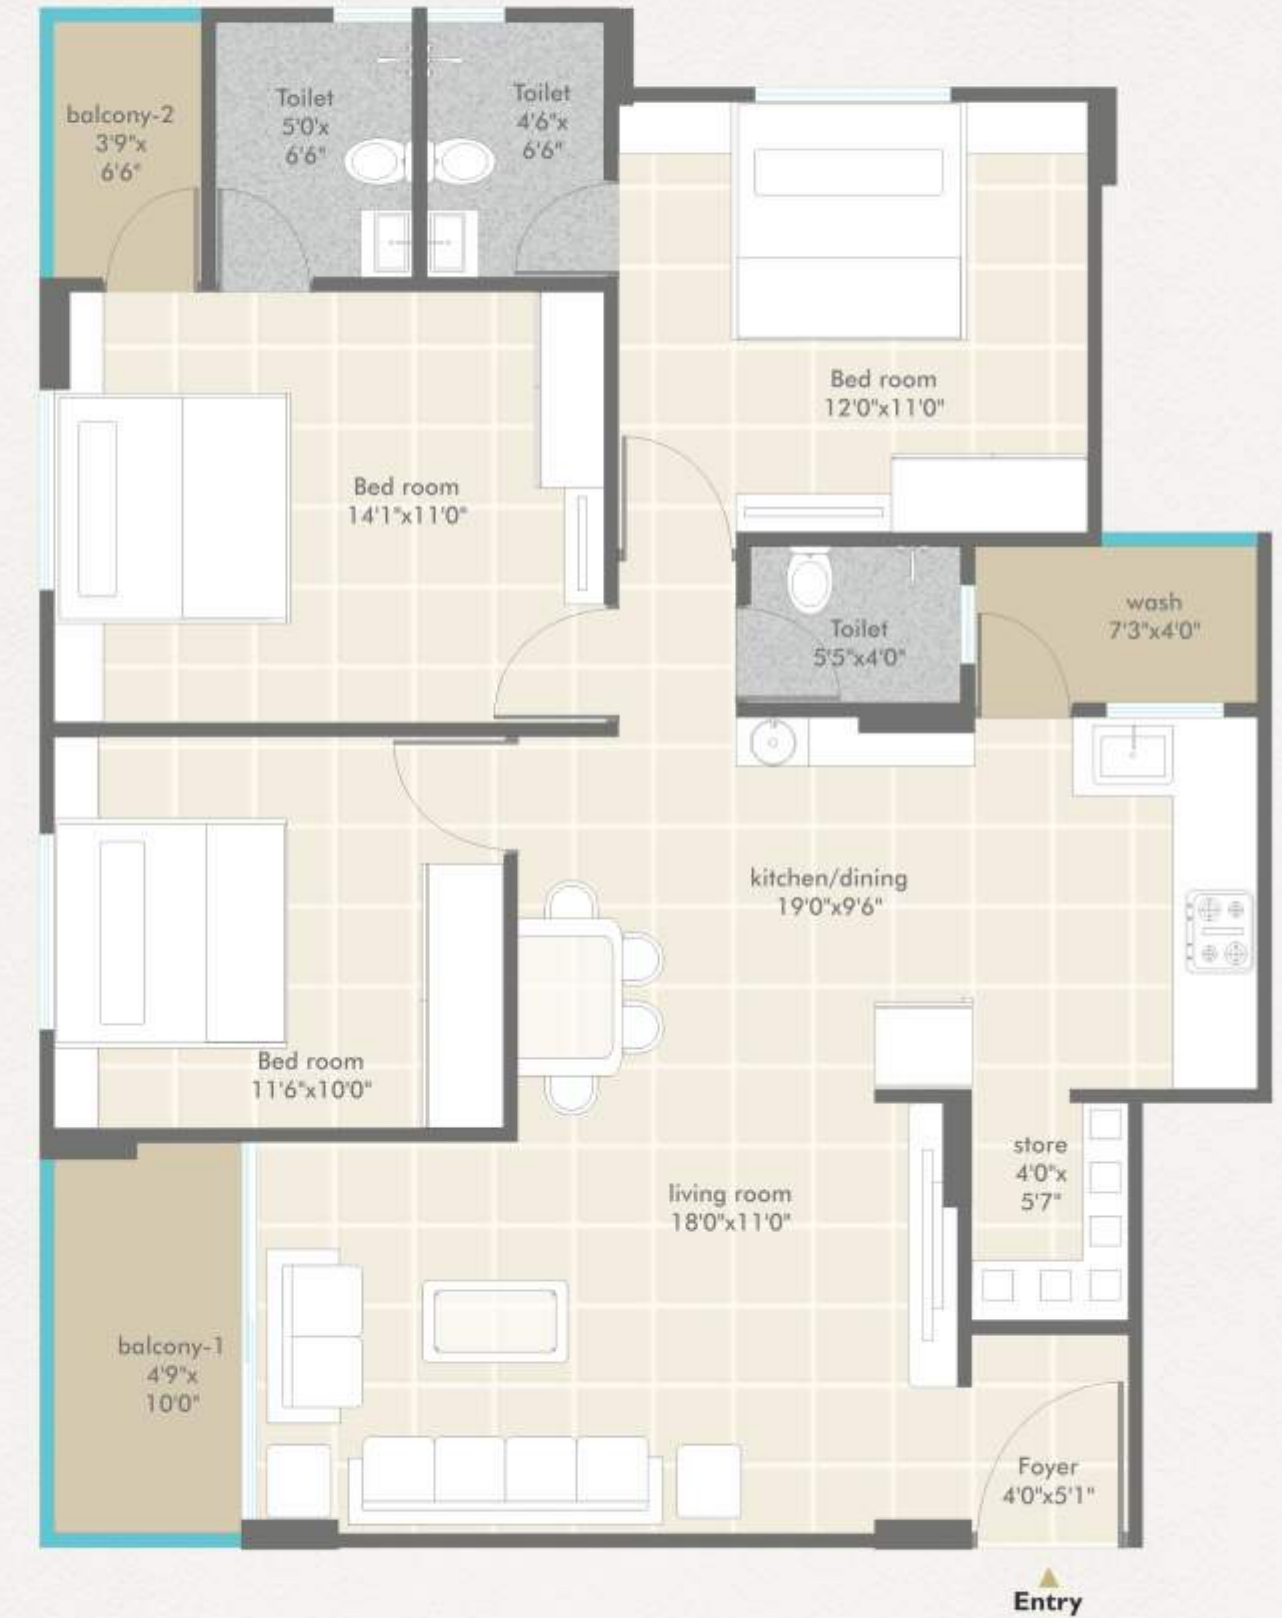 balcony-2
3'9"x
6'6"
Toilet
5'0'x
6'6"
Toilet
4'6"x
6'6"
Bed room
12'0"x11'0"
Bed room
14'1"x11'0"
Toilet
5'5"x4'0"
wash
7'3"x4'0"
kitchen/dining
19'0"x9'6"
Bed room
11'6"x10'0"
store
4'0"x
5'7"
living room
18'0"x11'0"
balcony-1
4'9"x
10'0"
Foyer
4'0"x5'1"
Entry